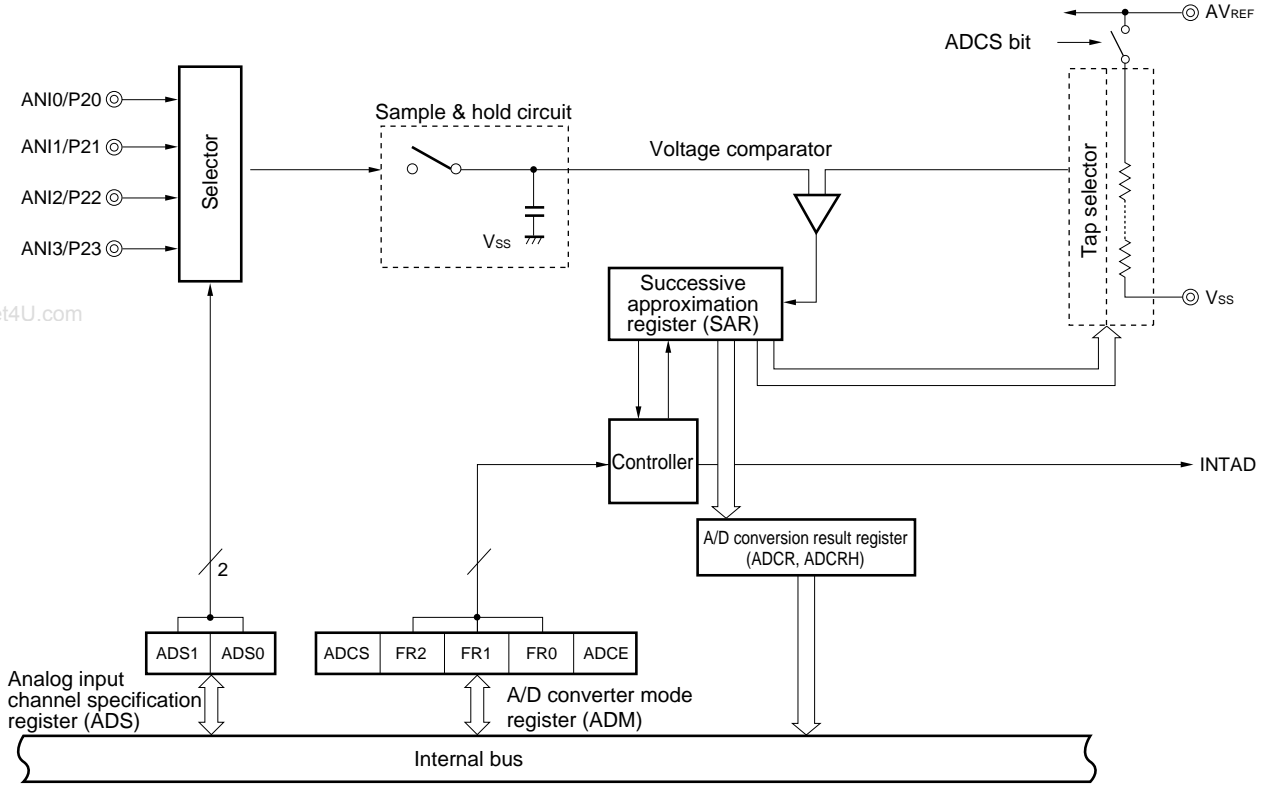 AVREF
ADCS bit
ANI0/P20
ANI1/P21
ANI2/P22
ANI3/P23
Selector
Sample & hold circuit
VSS
Voltage comparator
Tap selector
VSS
et4U.com
Successive
approximation
register (SAR)
Controller
INTAD
A/D conversion result register
(ADCR, ADCRH)
2
ADS1
ADS0
ADCS
FR2
FR1
FR0
ADCE
Analog input
channel specification
register (ADS)
A/D converter mode
register (ADM)
Internal bus